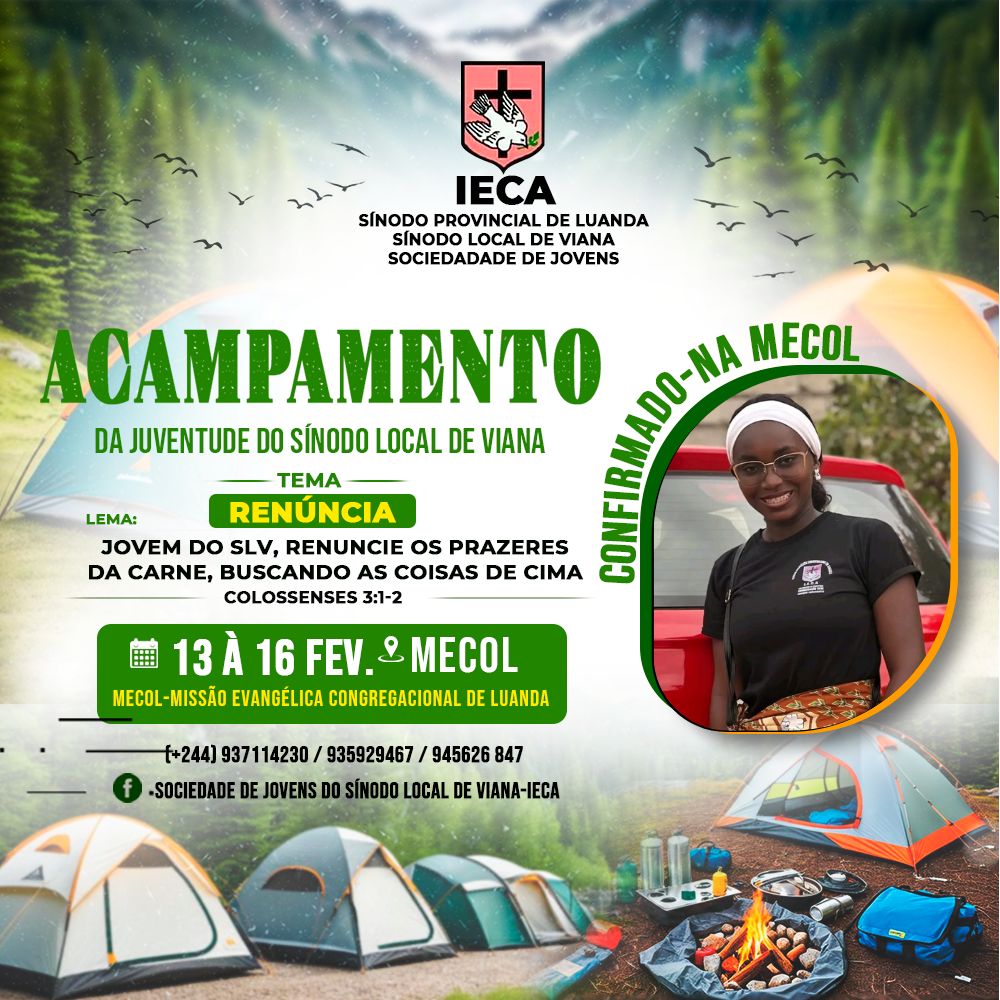 IECA
SÍNODO PROVINCIAL DE LUANDA
SÍNODO LOCAL DE VIANA
SOCIEDADADE DE JOVENS
ACAMPAMENTO
DA JUVENTUDE DO SÍNODO LOCAL DE VIANA
TEMA
RENÚNCIA
LEMA:
JOVEM DO SLV, RENUNCIE OS PRAZERES
DA CARNE, BUSCANDO AS COISAS DE CIMA
COLOSSENSES 3:1-2
CONFIRMADO-NA MECOL
13 À 16 FEV. MECOL
MECOL-MISSÃO EVANGÉLICA CONGREGACIONAL DE LUANDA
(+244) 937114230 / 935929467 / 945626 847
-SOCIEDADE DE JOVENS DO SÍNODO LOCAL DE VIANA-IECA